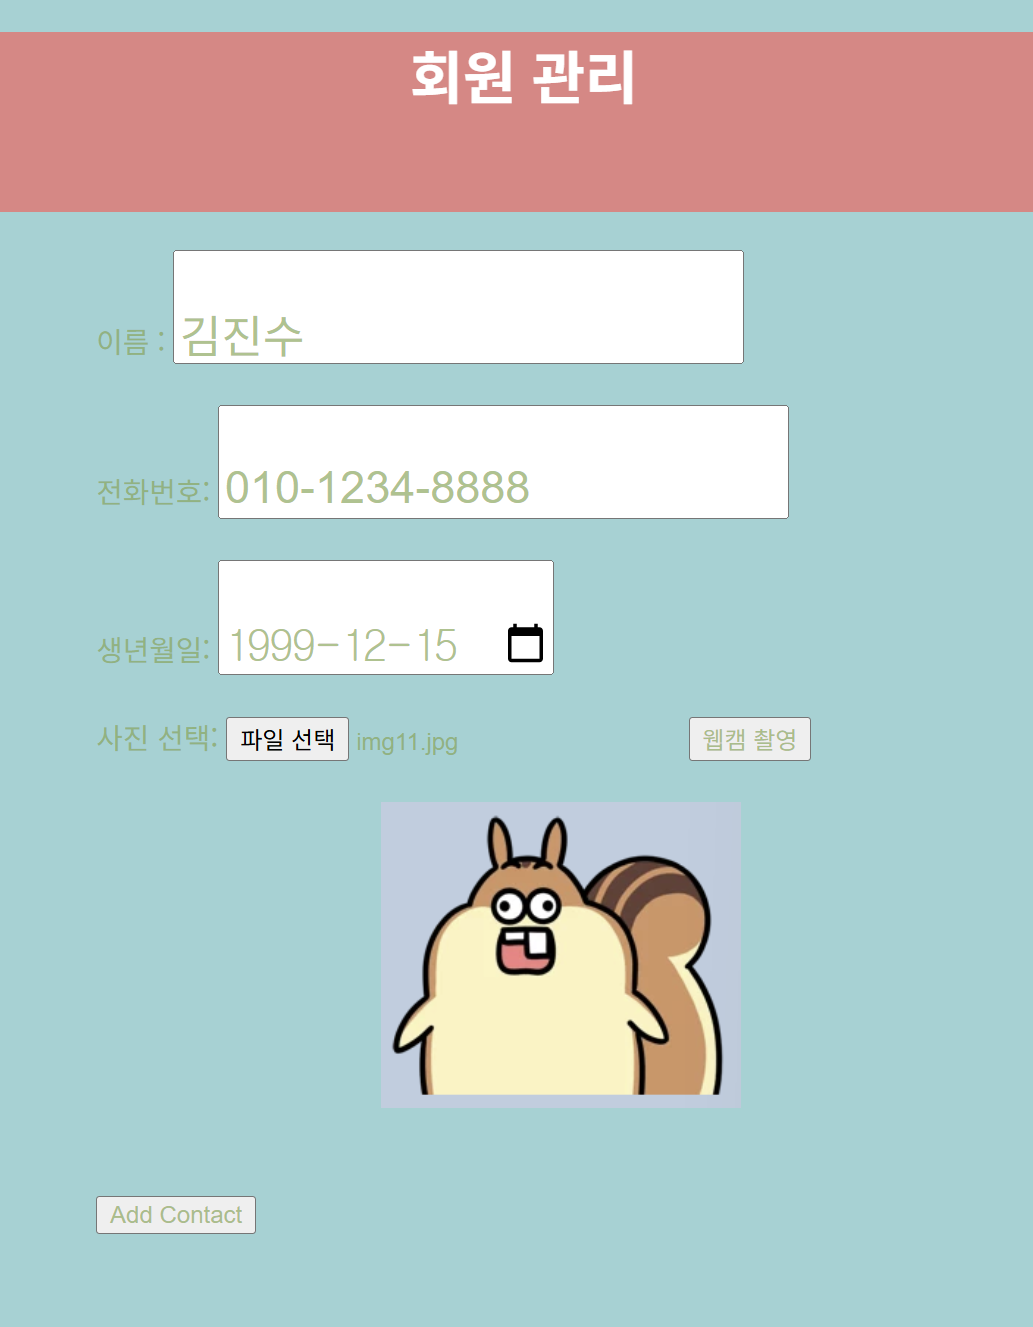 회원 관리
이름 : 김진수
전화번호: 010-1234-8888
생년월일: 1999-12-15
사진 선택: 파일 선택 img11.jpg 웹캠 촬영
Add Contact